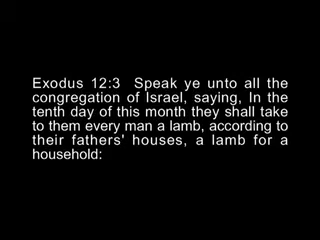 Exodus 12:3  Speak ye unto all the
congregation of Israel, saying, In the
tenth day of this month they shall take
to them every man a lamb, according to
their fathers' houses, a lamb for a
household: